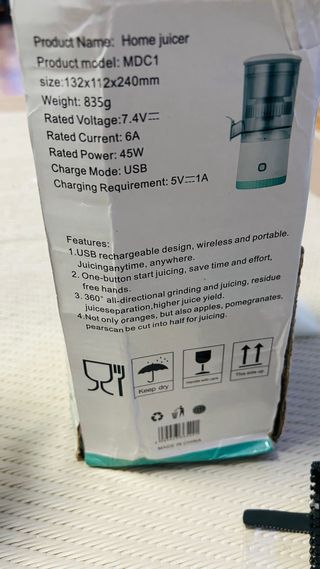 Product Name: Home juicer
Product model: MDC1
size:132x112x240mm
Weight: 835g
Rated Voltage:7.4V⎓
Rated Current: 6A
Rated Power: 45W
Charge Mode: USB
Charging Requirement: 5V⎓1A
Features:
1.USB rechargeable design, wireless and portable.
Juicinganytime, anywhere.
2. One-button start juicing, save time and effort,
free hands.
3. 360° all-directional grinding and juicing, residue
juiceseparation,higher juice yield.
4.Not only oranges, but also apples, pomegranates,
pearscan be cut into half for juicing.
Keep dry
Handle with care
This side up
MADE IN CHINA